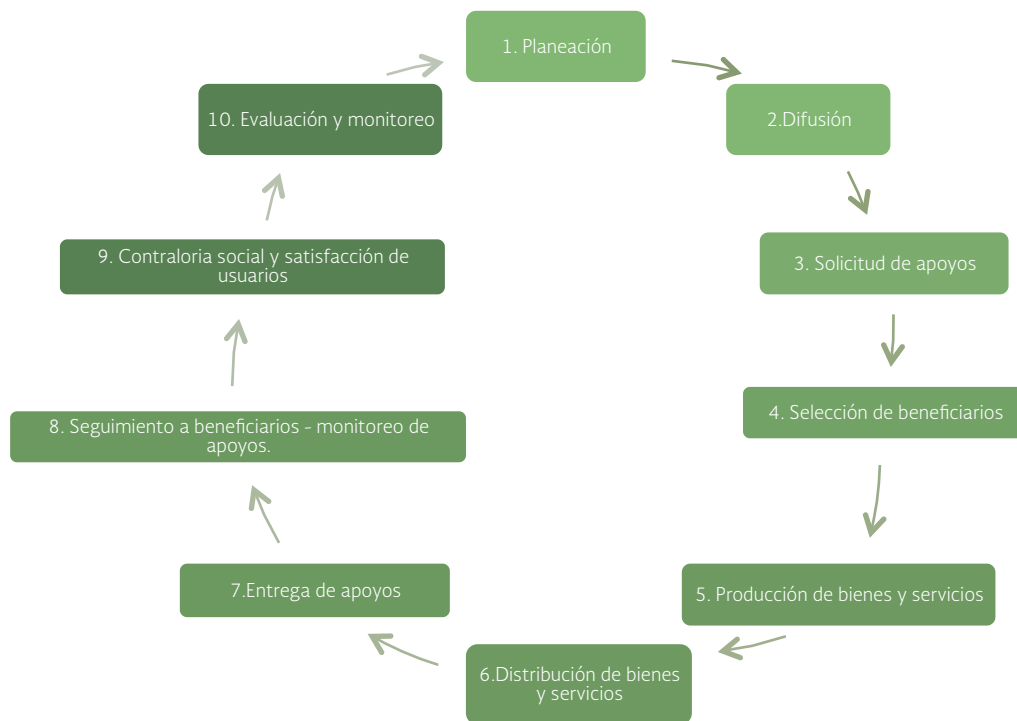 1. Planeación
2.Difusión
3. Solicitud de apoyos
4. Selección de beneficiarios
5. Producción de bienes y servicios
6.Distribución de bienes
y servicios
7.Entrega de apoyos
8. Seguimiento a beneficiarios - monitoreo de
apoyos.
9. Contraloria social y satisfacción de
usuarios
10. Evaluación y monitoreo